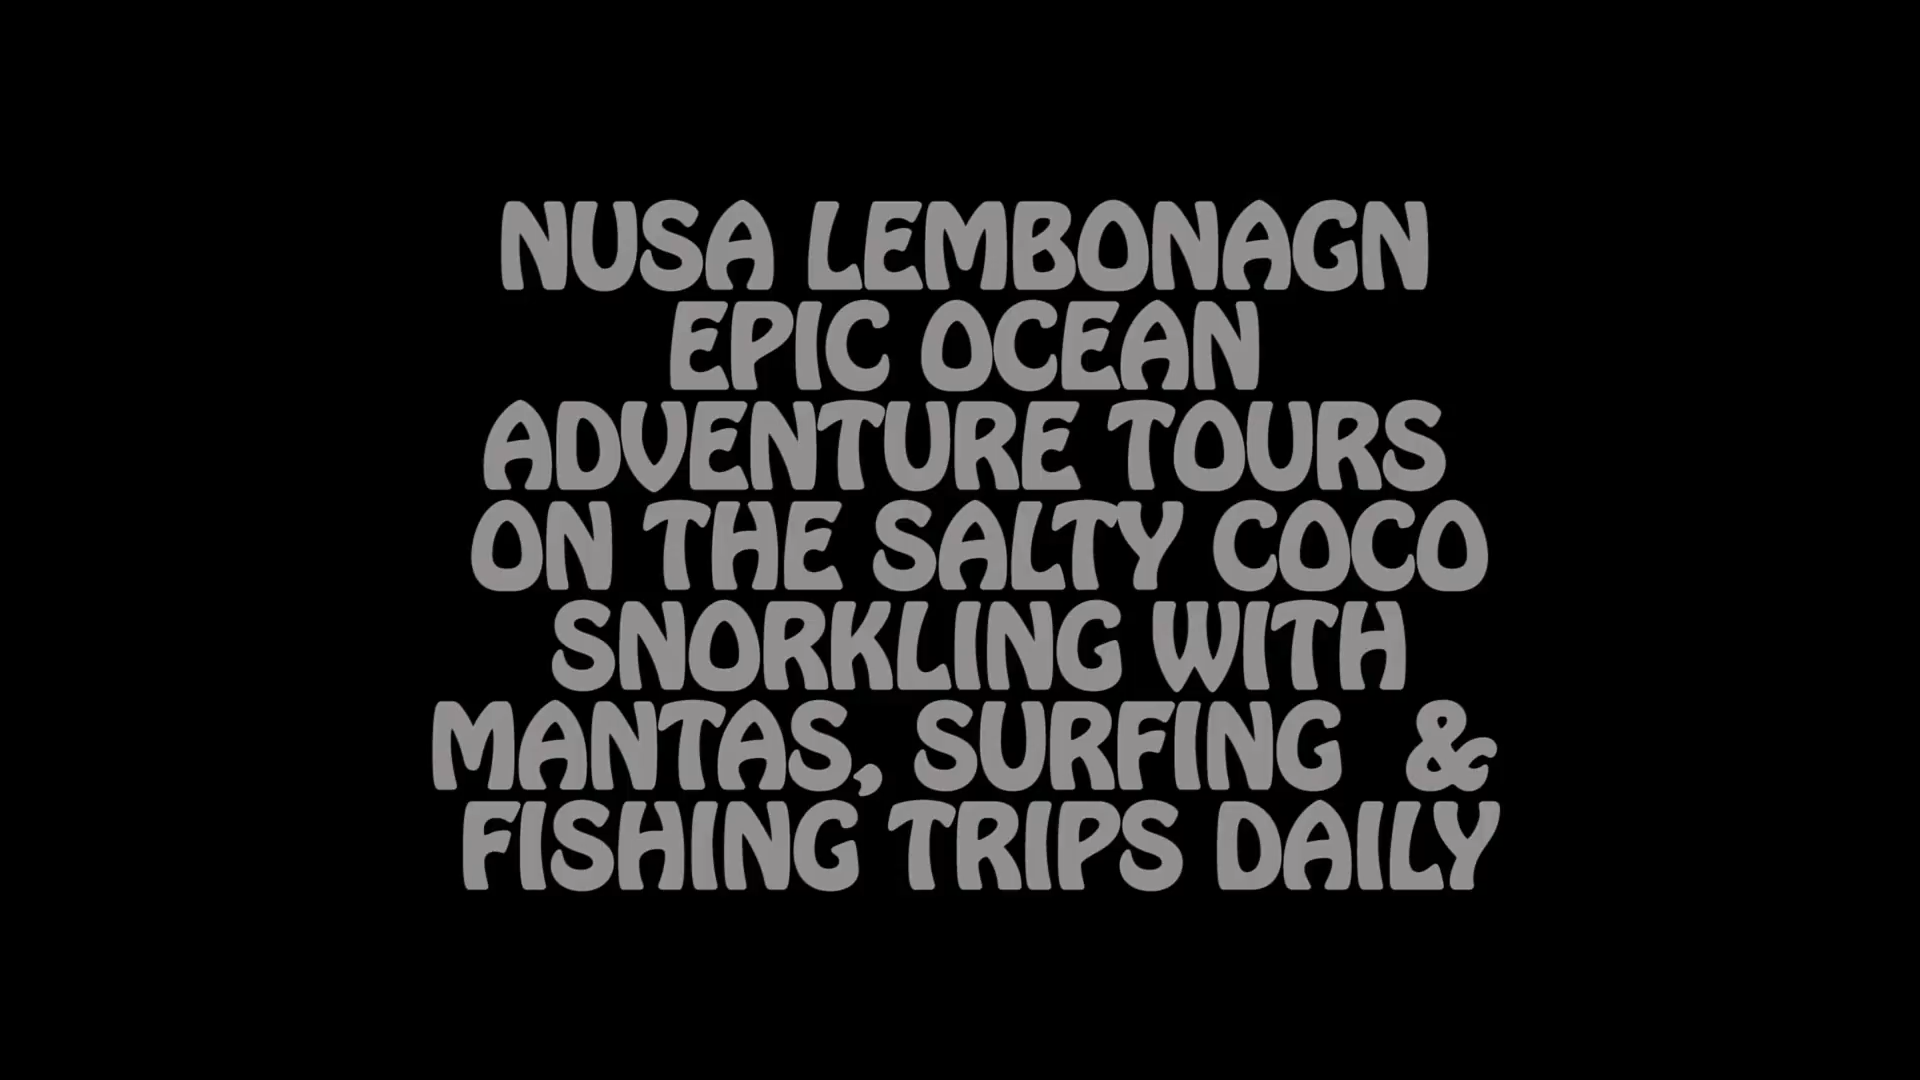 NUSA LEMBONAGN
EPIC OCEAN
ADVENTURE TOURS
ON THE SALTY COCO
SNORKLING WITH
MANTAS, SURFING &
FISHING TRIPS DAILY